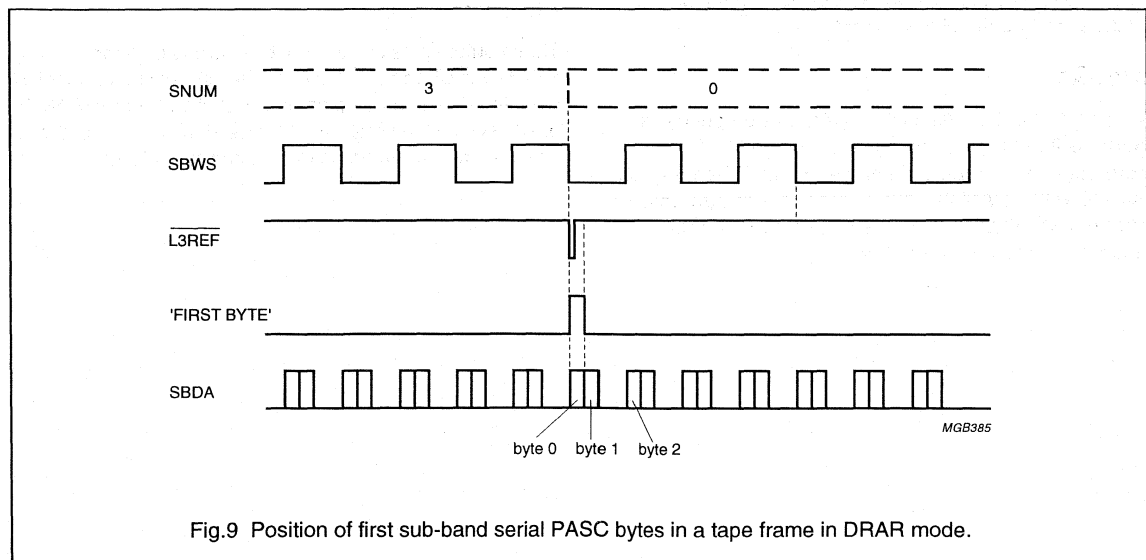 SNUM
3
0
SBWS
L3REF
'FIRST BYTE'
SBDA
MGB385
byte 0
byte 1
byte 2
Fig.9 Position of first sub-band serial PASC bytes in a tape frame in DRAR mode.